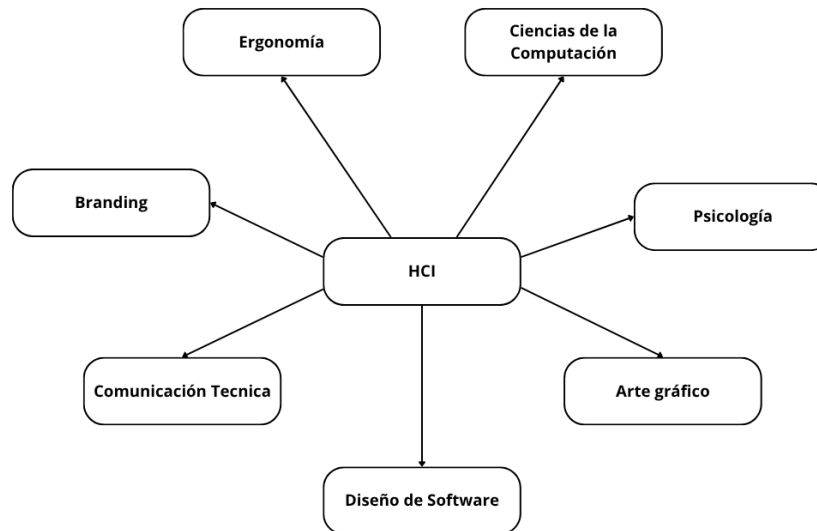 Ergonomía
Ciencias de la
Computación
Branding
Psicología
HCI
Comunicación Tecnica
Arte gráfico
Diseño de Software